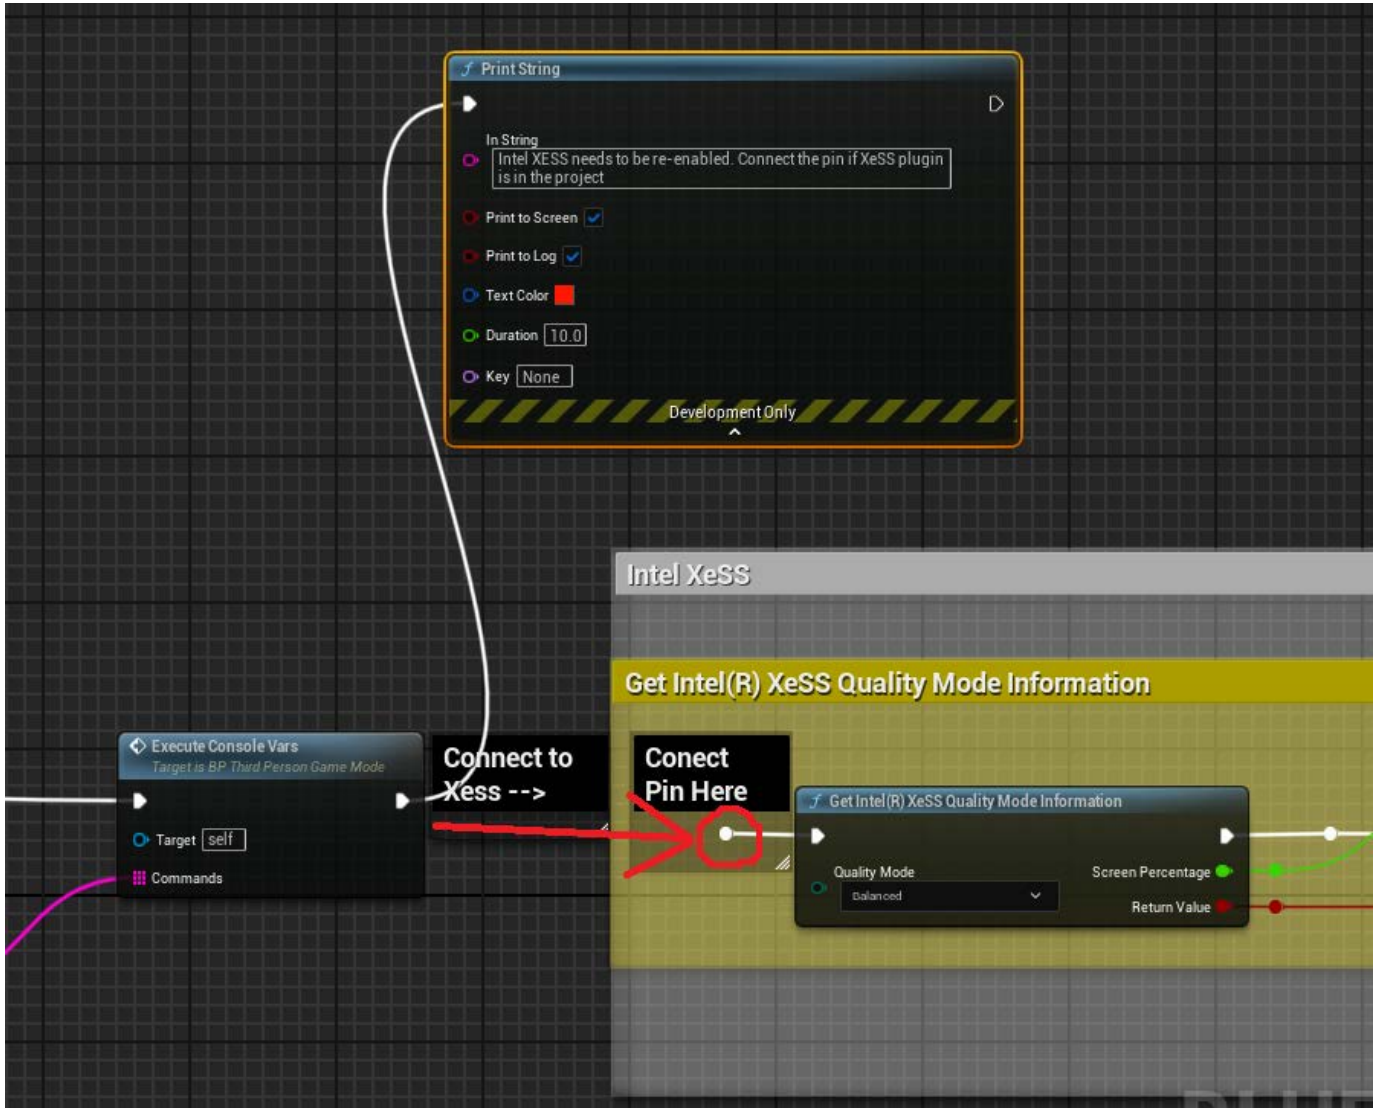 Print String
In String
Intel XESS needs to be re-enabled. Connect the pin if XeSS plugin
is in the project
Print to Screen
Print to Log
Text Color
Duration 10.0
Key None
Development Only
Intel XeSS
Get Intel(R) XeSS Quality Mode Information
Execute Console Vars
Target is BP Third Person Game Mode
Target self
Commands
Connect to
Xess -->
Conect
Pin Here
Get Intel(R) XeSS Quality Mode Information
Quality Mode
Balanced
Screen Percentage
Return Value